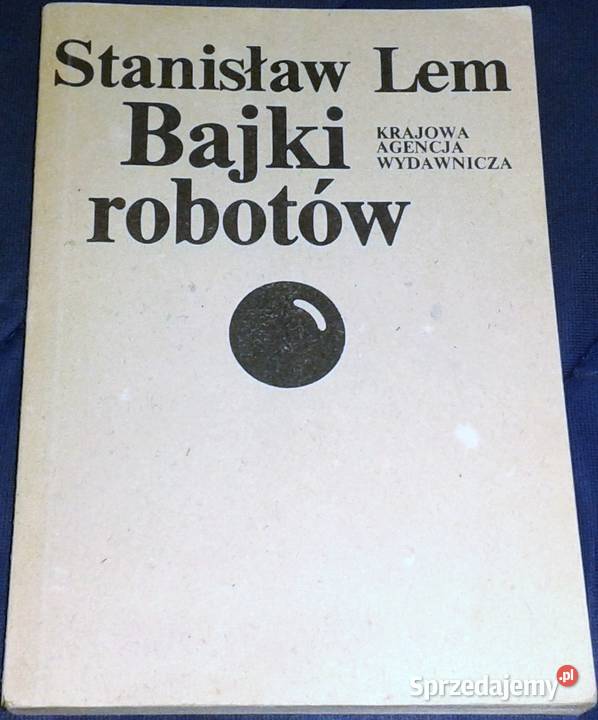 Stanisław Lem
Bajki
robotów
KRAJOWA
AGENCJA
WYDAWNICZA
Sprzedajemy.pl